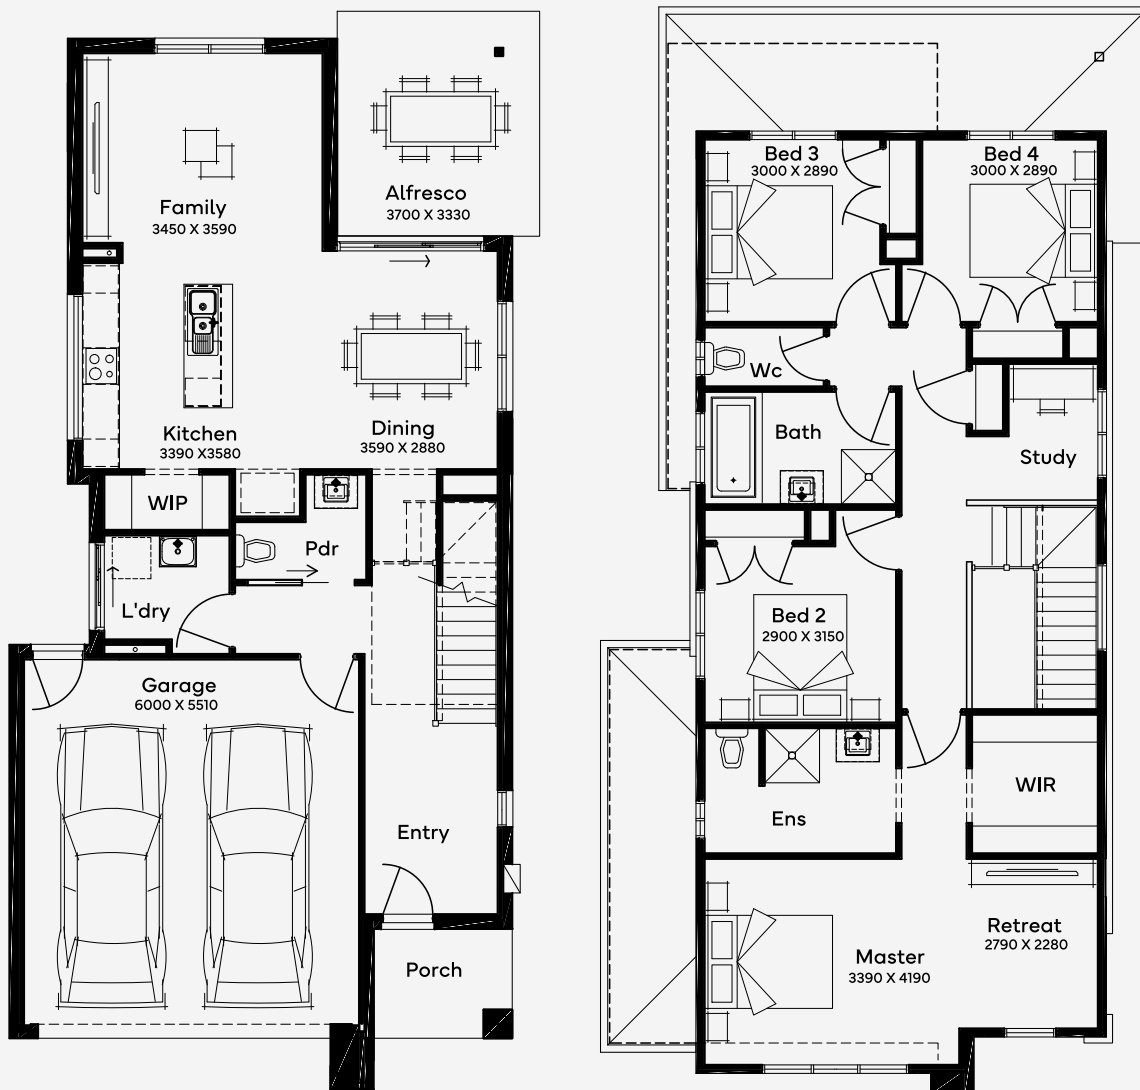 Family
3450 X 3590
Alfresco
3700 X 3330
Kitchen
3390 X3580
Dining
3590 X 2880
WIP
Pdr
L'dry
Garage
6000 X 5510
Entry
Porch
Bed 3
3000 X 2890
Bed 4
3000 X 2890
Wc
Bath
Study
Bed 2
2900 X 3150
Ens
WIR
Retreat
2790 X 2280
Master
3390 X 4190